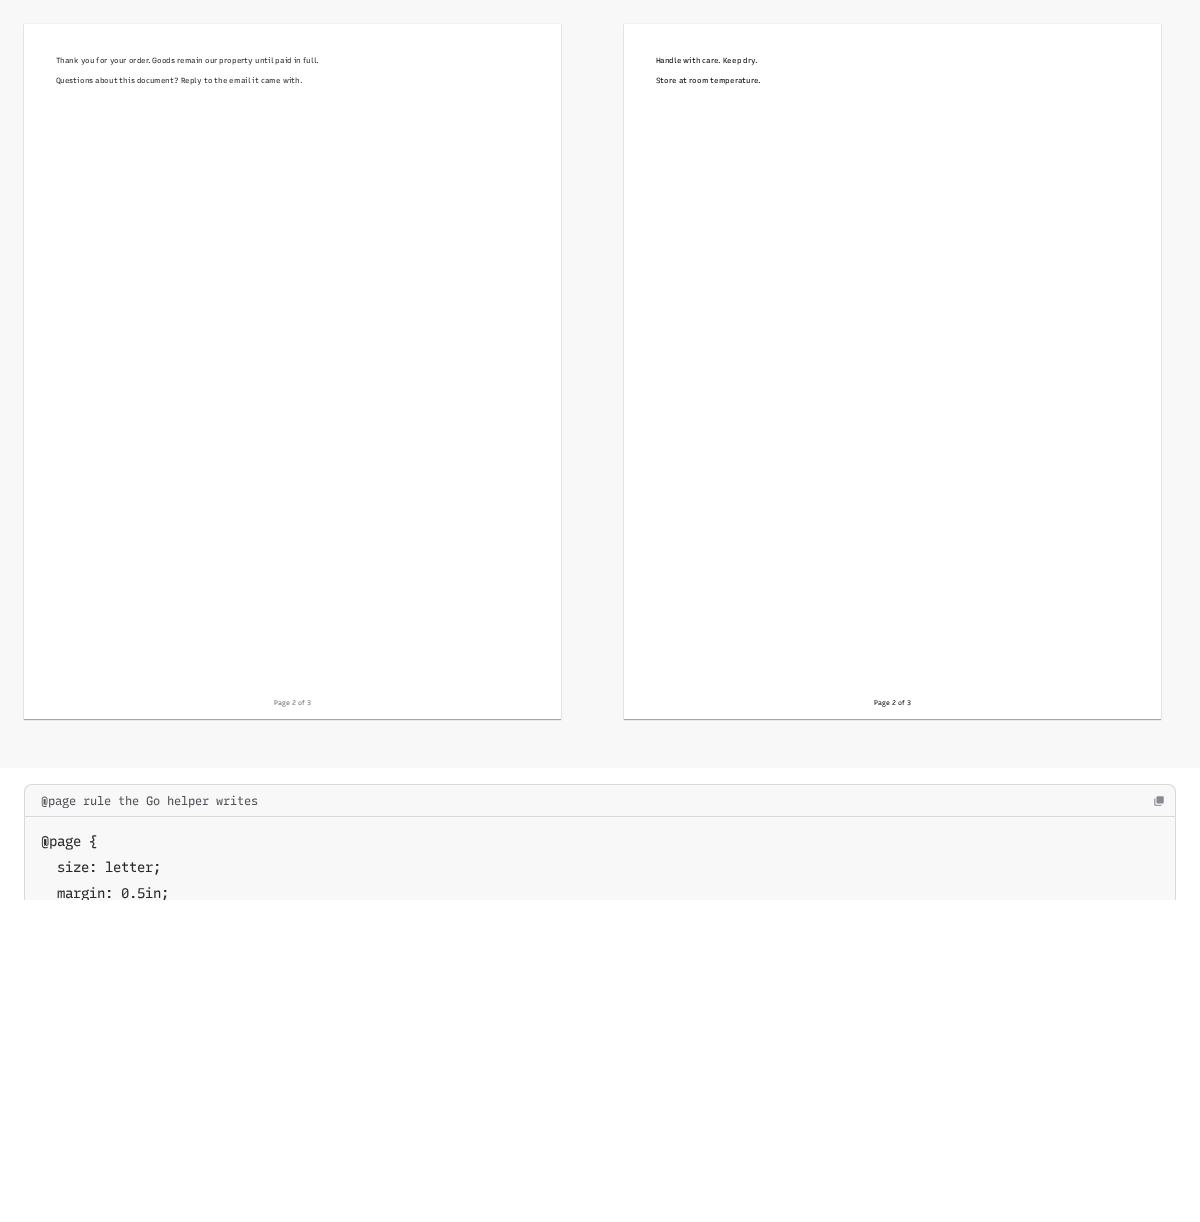 Thank you for your order. Goods remain our property until paid in full.
Questions about this document? Reply to the email it came with.
Page 2 of 3
Handle with care. Keep dry.
Store at room temperature.
Page 2 of 3
@page rule the Go helper writes
@page {
  size: letter;
  margin: 0.5in;